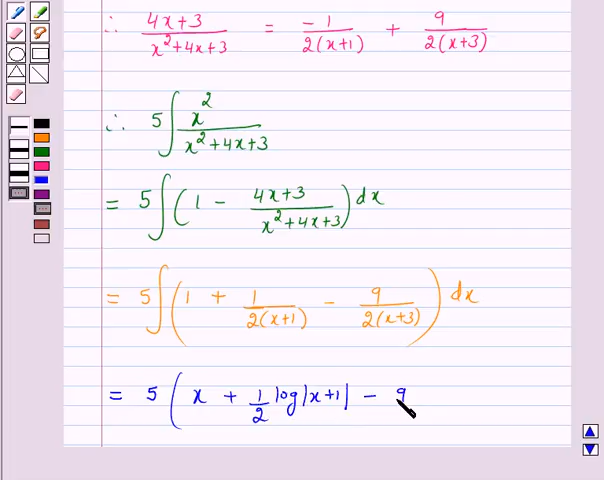 ∴ (4x+3)/(x²+4x+3) = -1/(2(x+1)) + 9/(2(x+3))
∴ 5∫ x²/(x²+4x+3)
= 5∫(1 - (4x+3)/(x²+4x+3)) dx
= 5∫(1 + 1/(2(x+1)) - 9/(2(x+3))) dx
= 5(x + 1/2 log|x+1| - 9